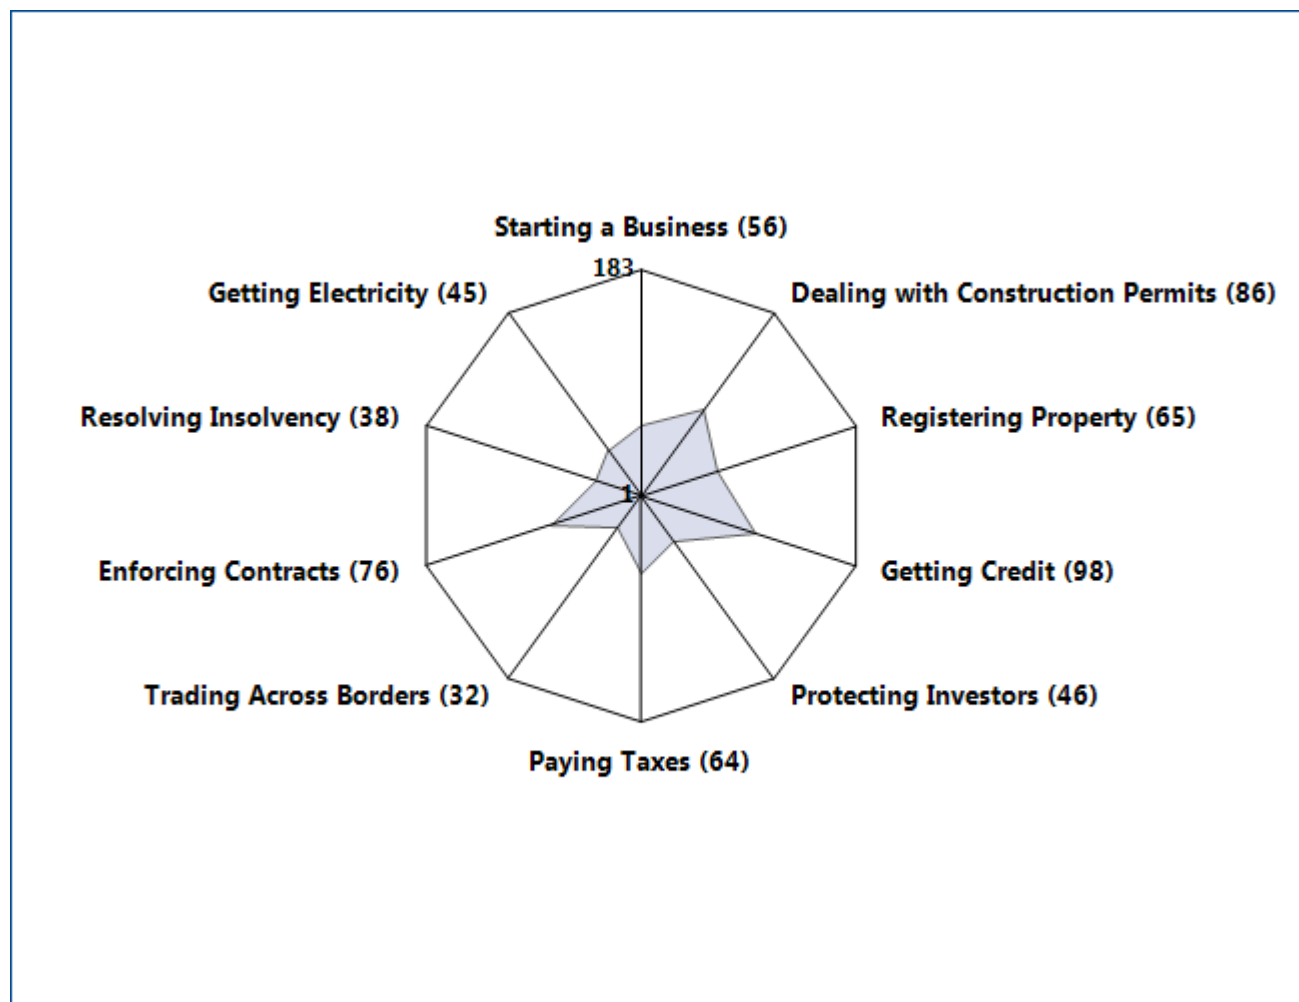 Starting a Business (56)
183
Getting Electricity (45)
Dealing with Construction Permits (86)
Resolving Insolvency (38)
Registering Property (65)
1
Enforcing Contracts (76)
Getting Credit (98)
Trading Across Borders (32)
Protecting Investors (46)
Paying Taxes (64)